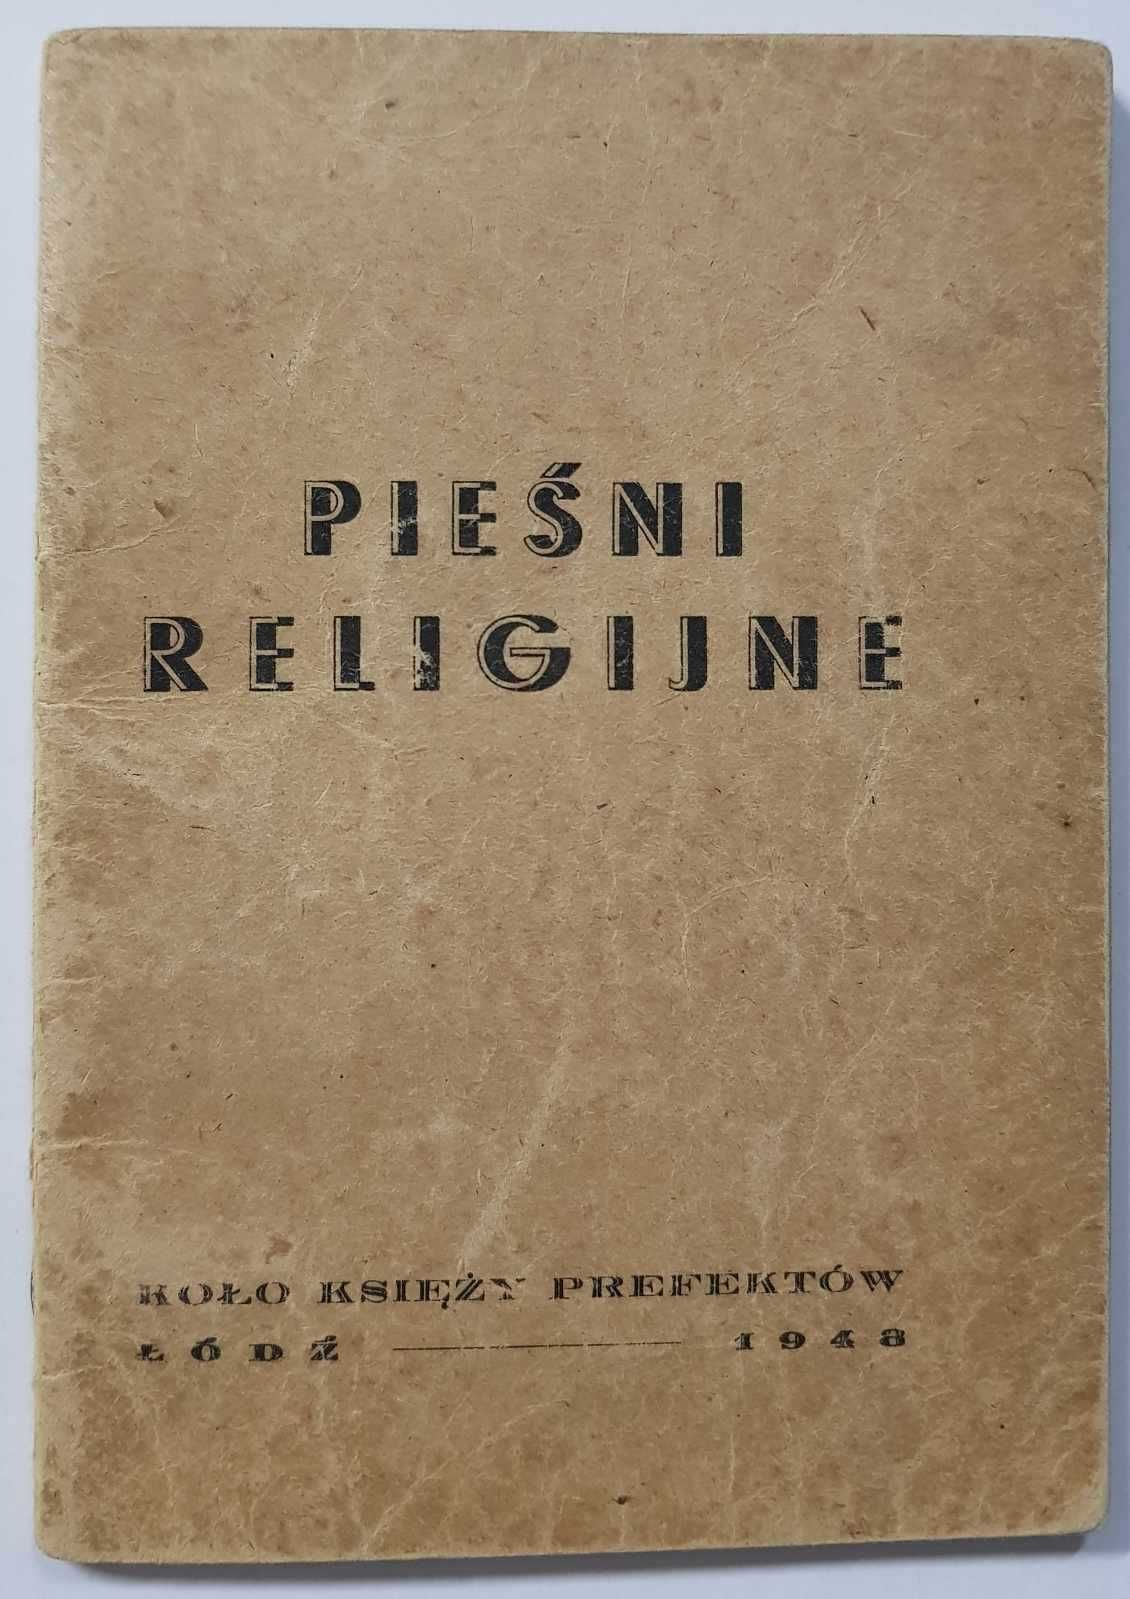 PIEŚNI
RELIGIJNE
KOŁO KSIĘŻY PREFEKTÓW
ŁÓDŹ ——— 1948